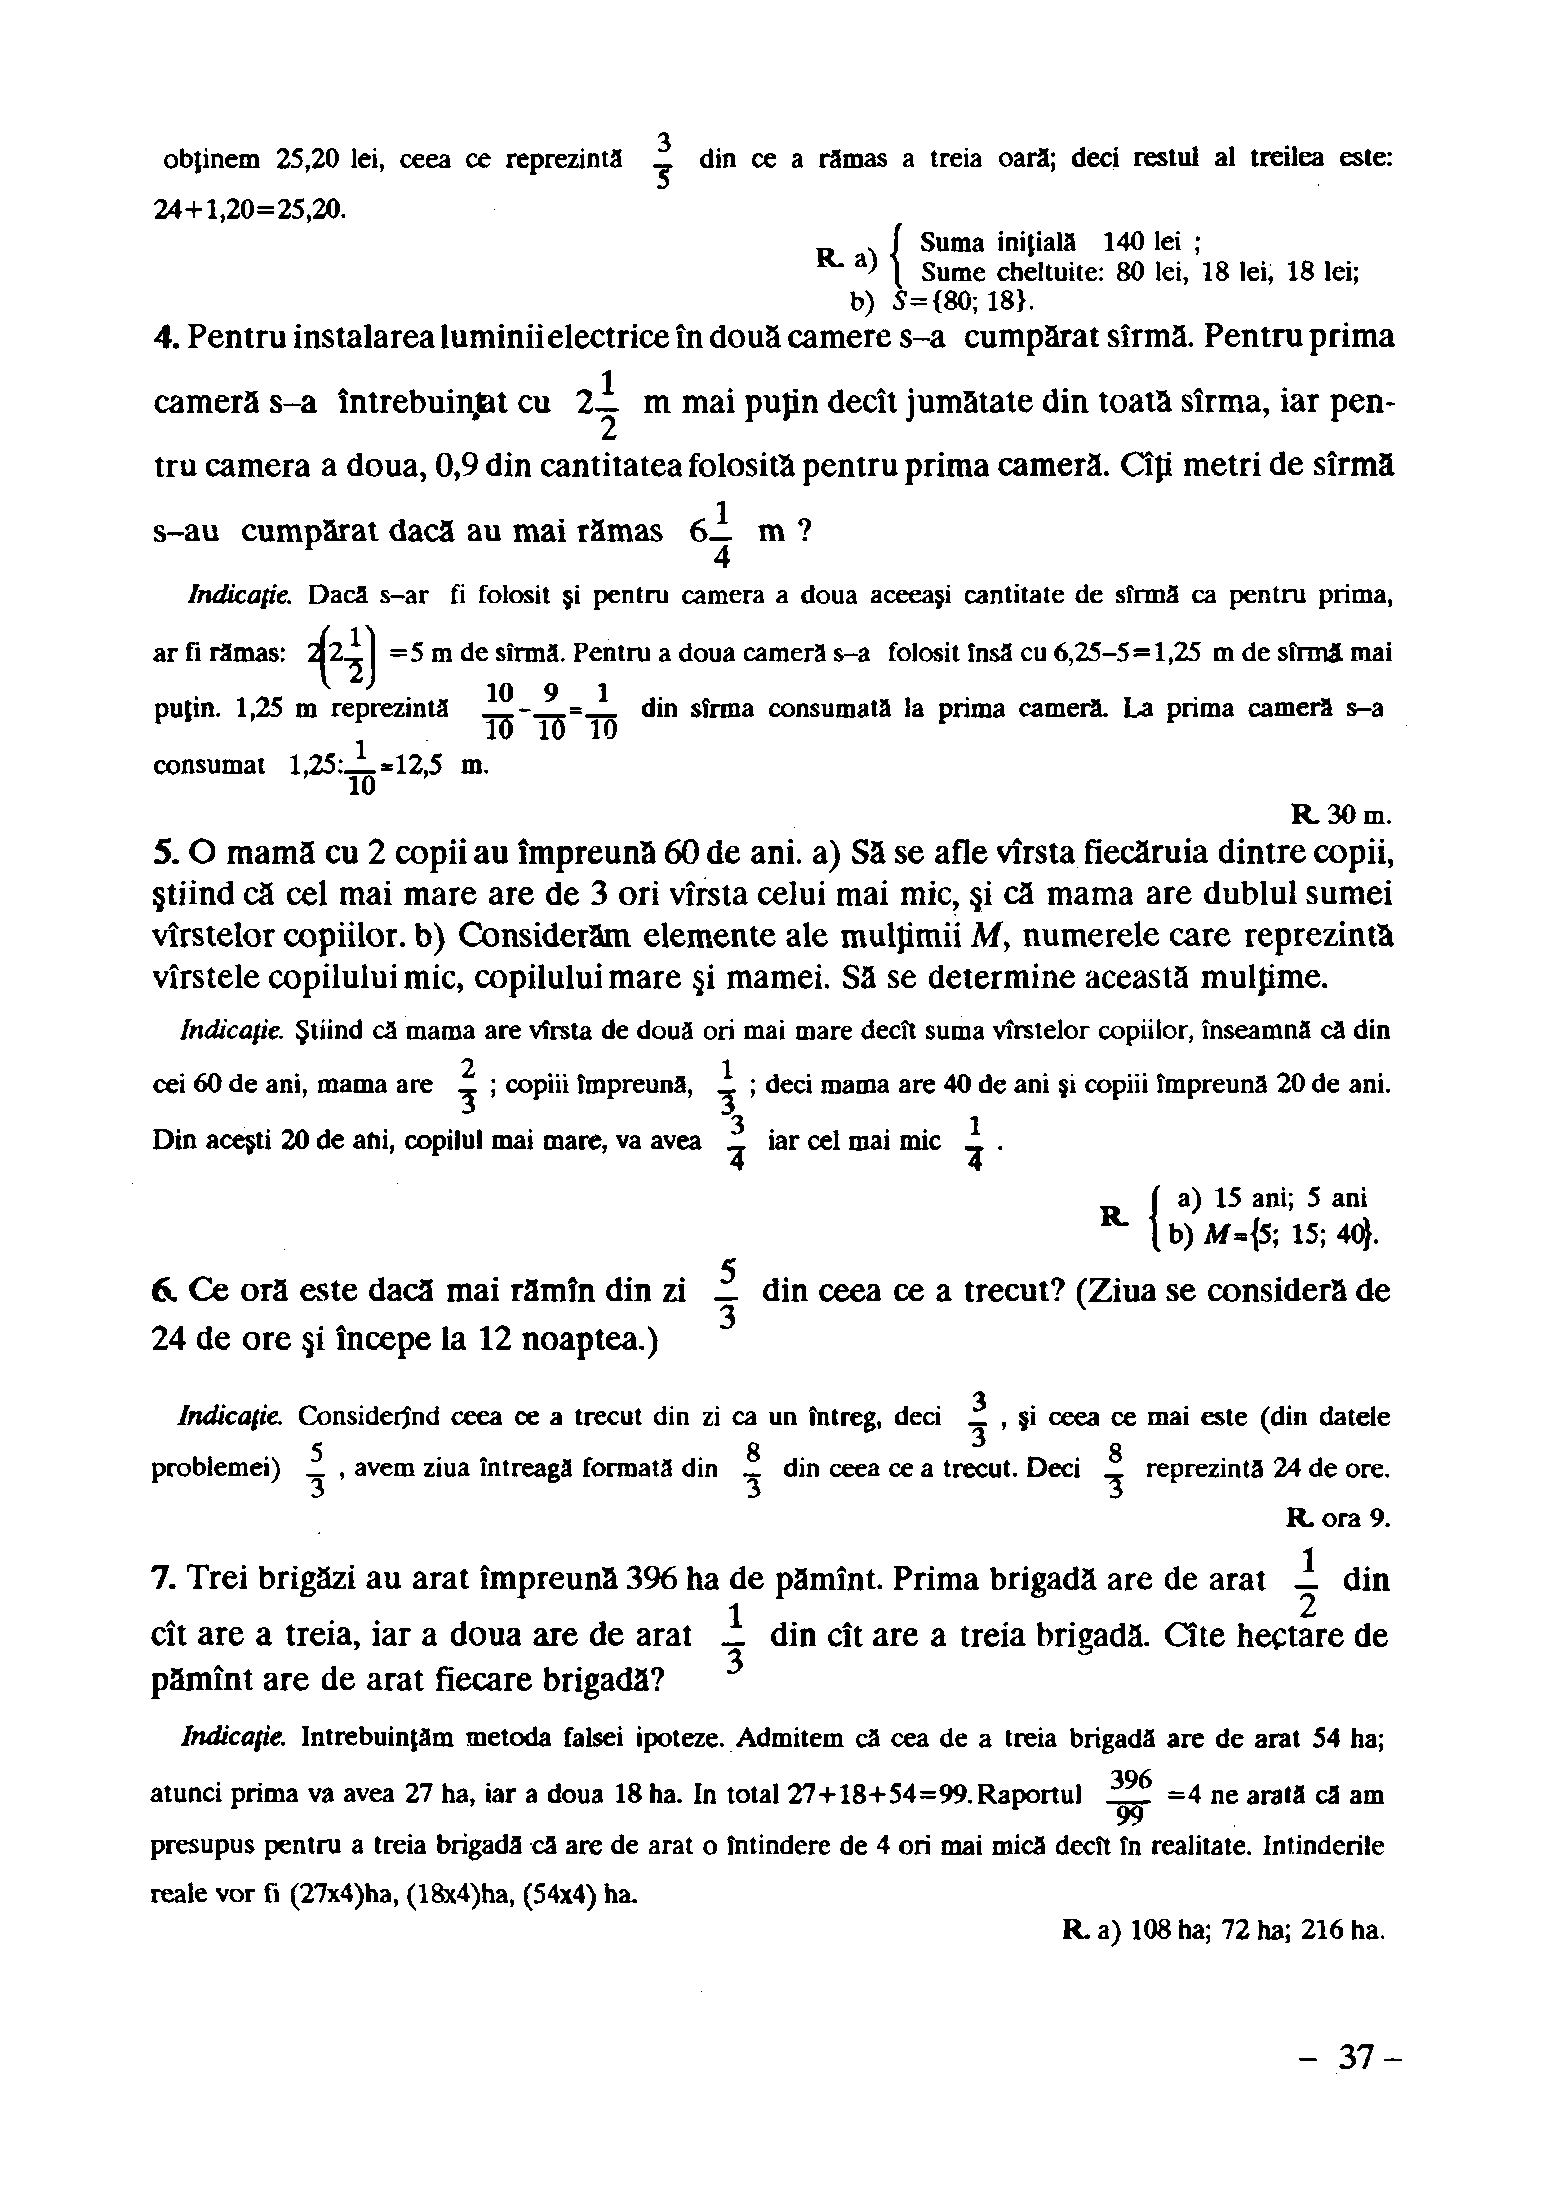 obţinem 25,20 lei, ceea ce reprezintă 3/5 din ce a rămas a treia oară; deci restul al treilea este:
24+1,20=25,20.
R. a) { Suma iniţială 140 lei ;
Sume cheltuite: 80 lei, 18 lei, 18 lei;
b) S={80; 18}.
4. Pentru instalarea luminii electrice în două camere s–a cumpărat sîrmă. Pentru prima
cameră s–a întrebuinţat cu 2 1/2 m mai puţin decît jumătate din toată sîrma, iar pen-
tru camera a doua, 0,9 din cantitatea folosită pentru prima cameră. Cîţi metri de sîrmă
s–au cumpărat dacă au mai rămas 6 1/4 m ?
Indicaţie. Dacă s–ar fi folosit şi pentru camera a doua aceeaşi cantitate de sîrmă ca pentru prima,
ar fi rămas: 2(2 1/2) =5 m de sîrmă. Pentru a doua cameră s–a folosit însă cu 6,25–5=1,25 m de sîrmă mai
puţin. 1,25 m reprezintă 10/10 - 9/10 = 1/10 din sîrma consumată la prima cameră. La prima cameră s–a
consumat 1,25: 1/10 =12,5 m.
R. 30 m.
5. O mamă cu 2 copii au împreună 60 de ani. a) Să se afle vîrsta fiecăruia dintre copii,
ştiind că cel mai mare are de 3 ori vîrsta celui mai mic, şi că mama are dublul sumei
vîrstelor copiilor. b) Considerăm elemente ale mulţimii M, numerele care reprezintă
vîrstele copilului mic, copilului mare şi mamei. Să se determine această mulţime.
Indicaţie. Ştiind că mama are vîrsta de două ori mai mare decît suma vîrstelor copiilor, înseamnă că din
cei 60 de ani, mama are 2/3 ; copiii împreună, 1/3 ; deci mama are 40 de ani şi copiii împreună 20 de ani.
Din aceşti 20 de ani, copilul mai mare, va avea 3/4 iar cel mai mic 1/4 .
R. { a) 15 ani; 5 ani
b) M={5; 15; 40}.
6. Ce oră este dacă mai rămîn din zi 5/3 din ceea ce a trecut? (Ziua se consideră de
24 de ore şi începe la 12 noaptea.)
Indicaţie. Considerînd ceea ce a trecut din zi ca un întreg, deci 3/3 , şi ceea ce mai este (din datele
problemei) 5/3 , avem ziua întreagă formată din 8/3 din ceea ce a trecut. Deci 8/3 reprezintă 24 de ore.
R. ora 9.
7. Trei brigăzi au arat împreună 396 ha de pămînt. Prima brigadă are de arat 1/2 din
cît are a treia, iar a doua are de arat 1/3 din cît are a treia brigadă. Cîte hectare de
pămînt are de arat fiecare brigadă?
Indicaţie. Intrebuinţăm metoda falsei ipoteze. Admitem că cea de a treia brigadă are de arat 54 ha;
atunci prima va avea 27 ha, iar a doua 18 ha. In total 27+18+54=99. Raportul 396/99 =4 ne arată că am
presupus pentru a treia brigadă că are de arat o întindere de 4 ori mai mică decît în realitate. Intinderile
reale vor fi (27x4)ha, (18x4)ha, (54x4) ha.
R. a) 108 ha; 72 ha; 216 ha.
– 37 –